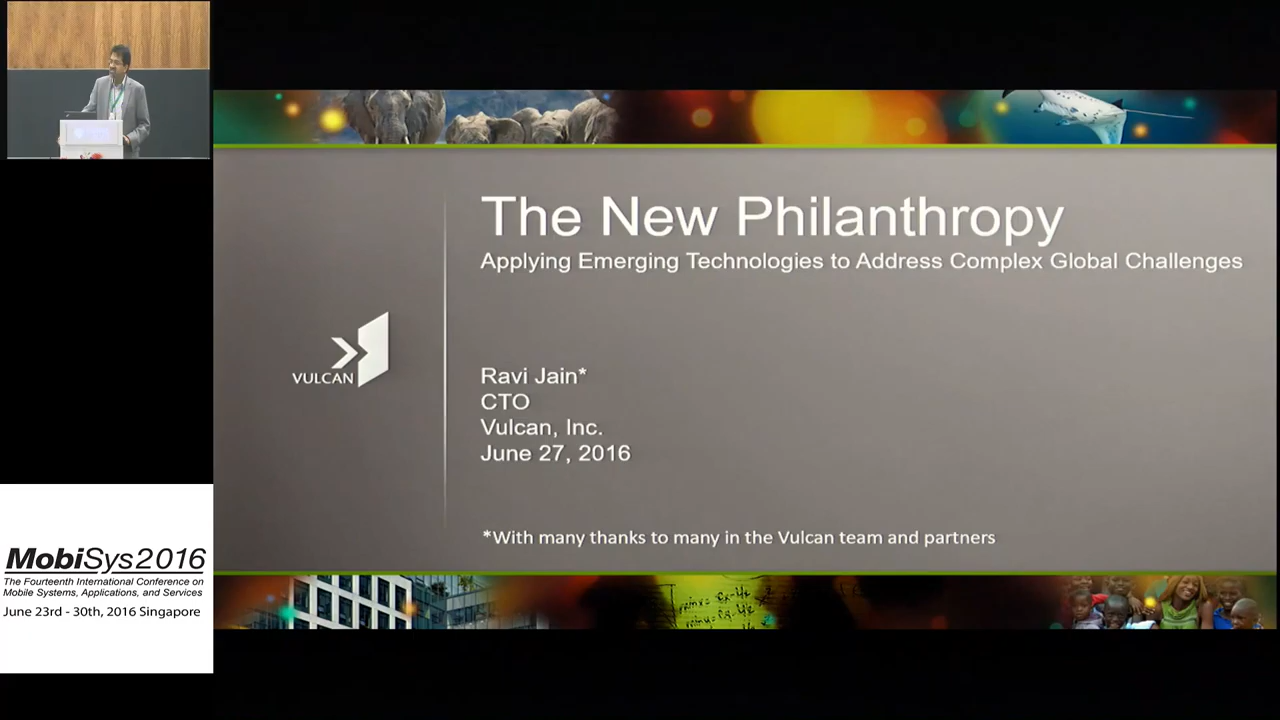 The New Philanthropy
Applying Emerging Technologies to Address Complex Global Challenges
VULCAN
Ravi Jain*
CTO
Vulcan, Inc.
June 27, 2016
*With many thanks to many in the Vulcan team and partners
MobiSys2016
The Fourteenth International Conference on
Mobile Systems, Applications, and Services
June 23rd - 30th, 2016 Singapore